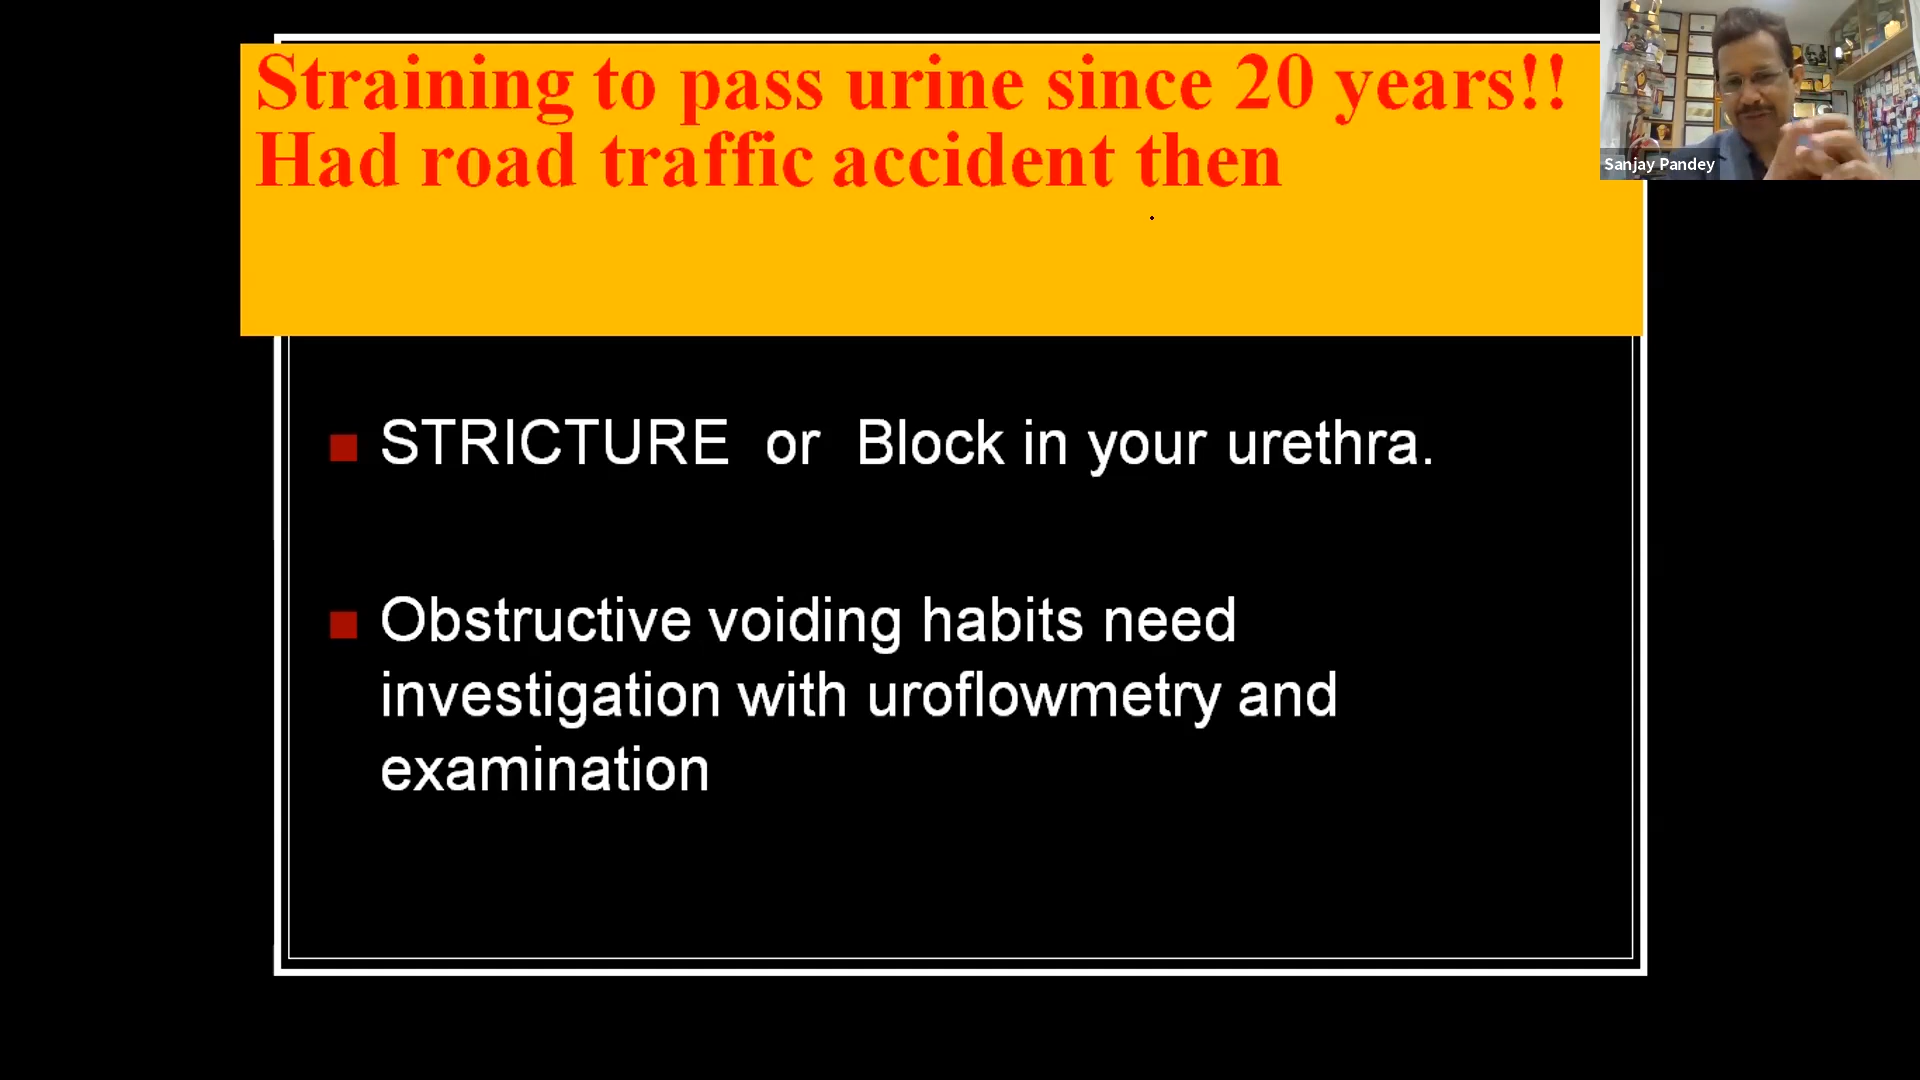 Straining to pass urine since 20 years!!
Had road traffic accident then
Sanjay Pandey
STRICTURE or Block in your urethra.
Obstructive voiding habits need
investigation with uroflowmetry and
examination